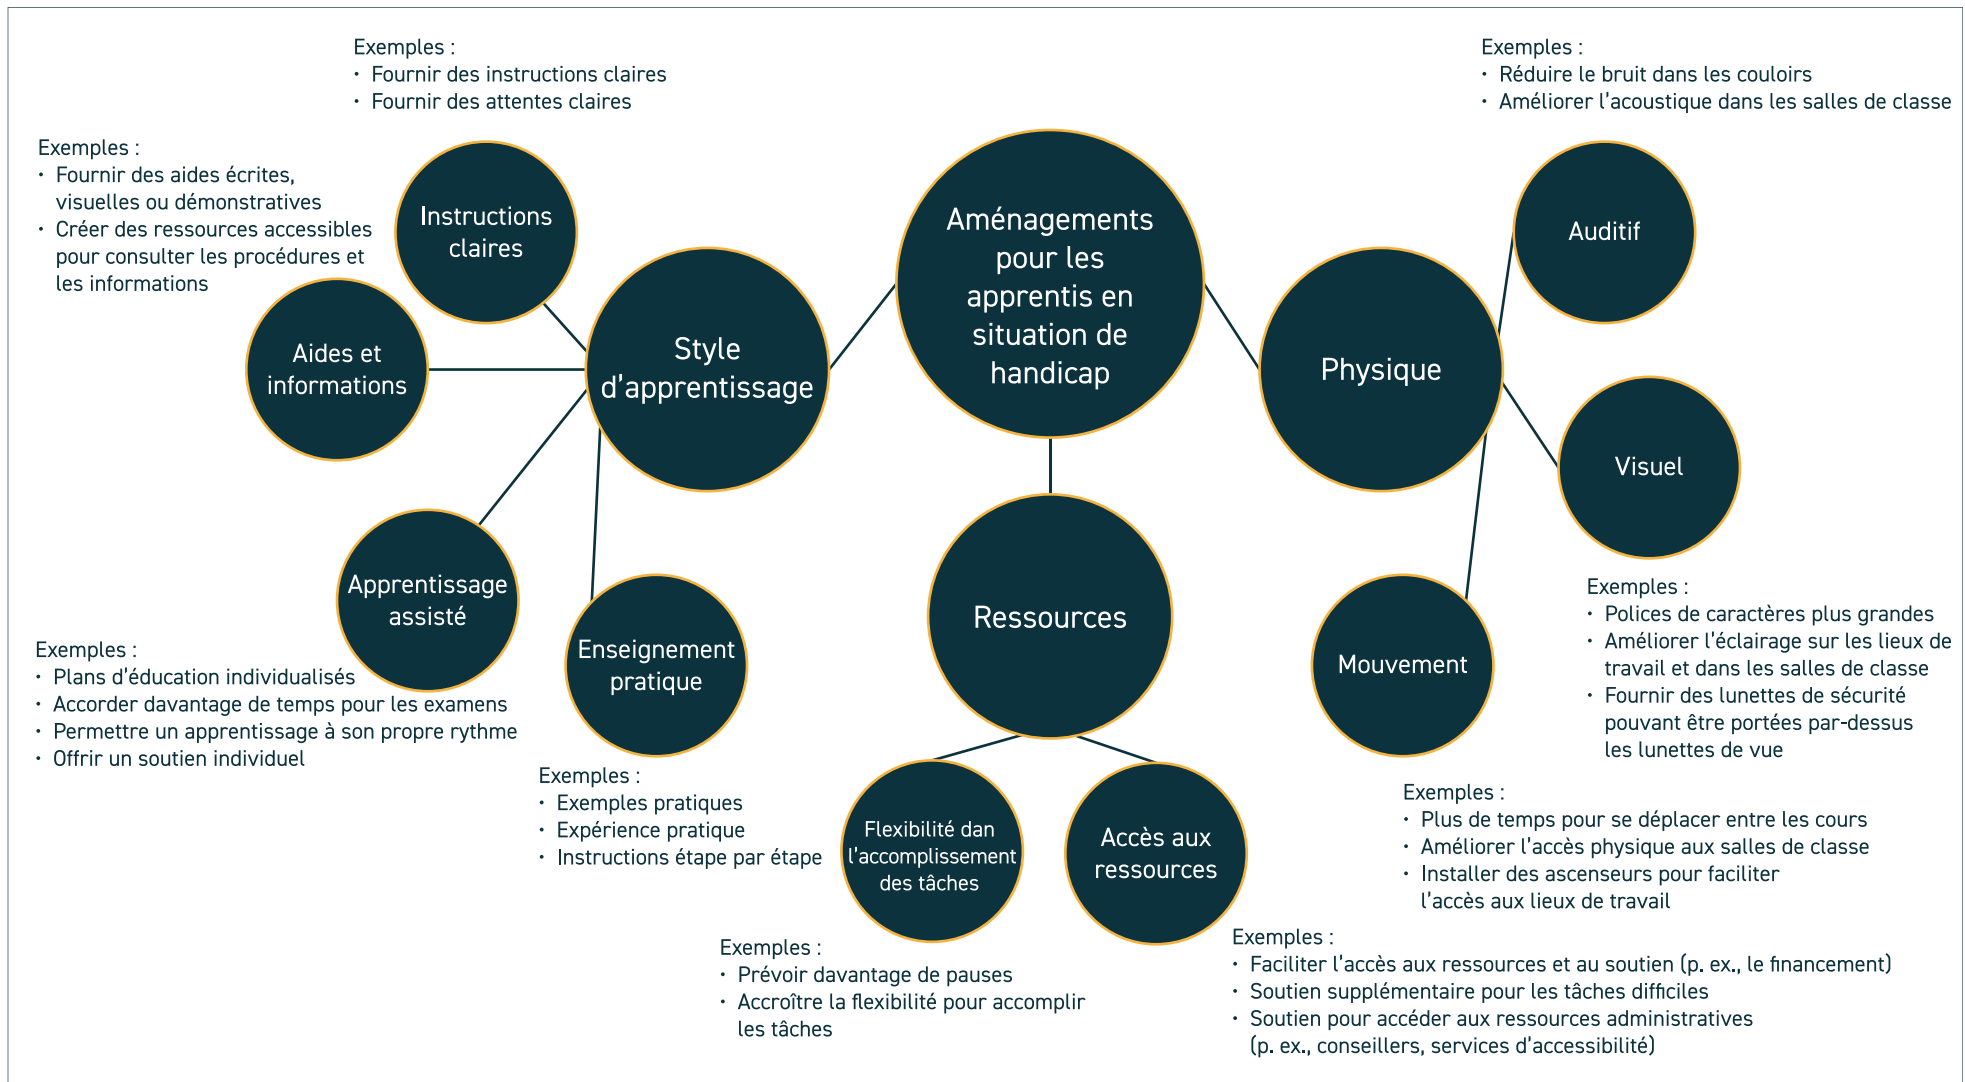 Exemples :
• Fournir des instructions claires
• Fournir des attentes claires
Exemples :
• Réduire le bruit dans les couloirs
• Améliorer l'acoustique dans les salles de classe
Exemples :
• Fournir des aides écrites,
visuelles ou démonstratives
• Créer des ressources accessibles
pour consulter les procédures et
les informations
Instructions
claires
Aides et
informations
Style
d'apprentissage
Aménagements
pour les
apprentis en
situation de
handicap
Physique
Auditif
Visuel
Apprentissage
assisté
Enseignement
pratique
Ressources
Mouvement
Exemples :
• Polices de caractères plus grandes
• Améliorer l'éclairage sur les lieux de
travail et dans les salles de classe
• Fournir des lunettes de sécurité
pouvant être portées par-dessus
les lunettes de vue
Exemples :
• Plans d'éducation individualisés
• Accorder davantage de temps pour les examens
• Permettre un apprentissage à son propre rythme
• Offrir un soutien individuel
Exemples :
• Exemples pratiques
• Expérience pratique
• Instructions étape par étape
Flexibilité dan
l'accomplissement
des tâches
Accès aux
ressources
Exemples :
• Plus de temps pour se déplacer entre les cours
• Améliorer l'accès physique aux salles de classe
• Installer des ascenseurs pour faciliter
l'accès aux lieux de travail
Exemples :
• Prévoir davantage de pauses
• Accroître la flexibilité pour accomplir
les tâches
Exemples :
• Faciliter l'accès aux ressources et au soutien (p. ex., le financement)
• Soutien supplémentaire pour les tâches difficiles
• Soutien pour accéder aux ressources administratives
(p. ex., conseillers, services d'accessibilité)